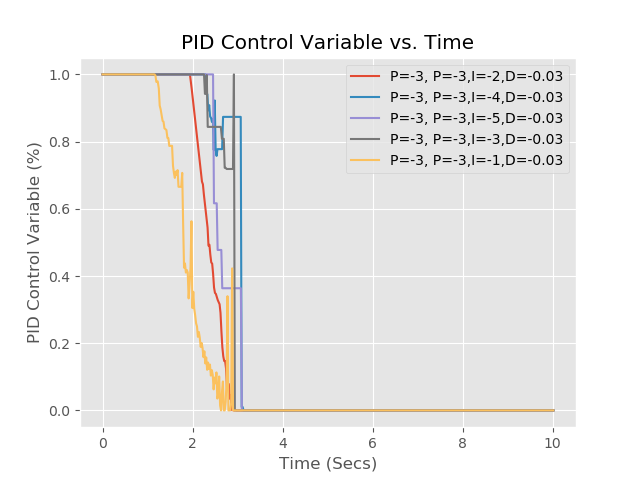 PID Control Variable vs. Time
P=-3, P=-3,I=-2,D=-0.03
P=-3, P=-3,I=-4,D=-0.03
P=-3, P=-3,I=-5,D=-0.03
P=-3, P=-3,I=-3,D=-0.03
P=-3, P=-3,I=-1,D=-0.03
PID Control Variable (%)
1.0
0.8
0.6
0.4
0.2
0.0
0 2 4 6 8 10
Time (Secs)